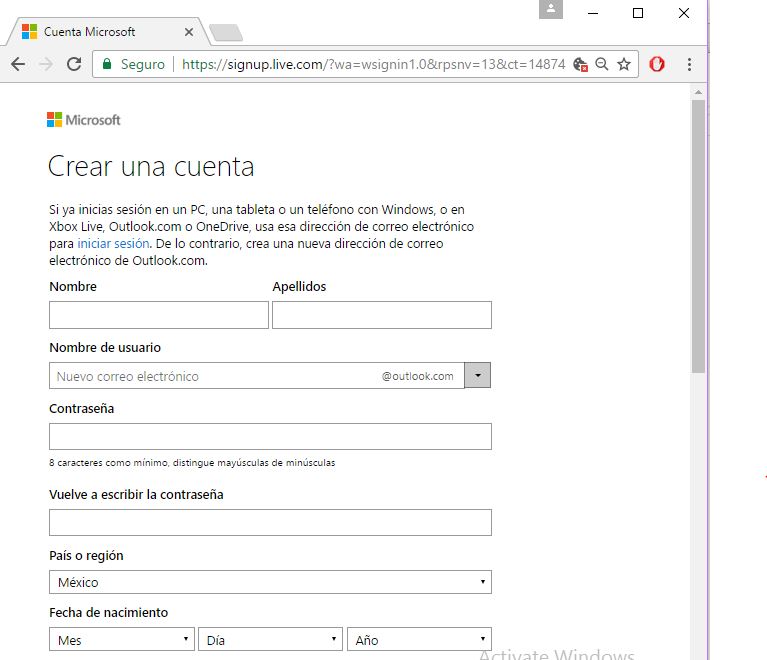 Cuenta Microsoft
Seguro
https://signup.live.com/?wa=wsignin1.0&rpsnv=13&ct=14874
Microsoft
Crear una cuenta
Si ya inicias sesión en un PC, una tableta o un teléfono con Windows, o en
Xbox Live, Outlook.com o OneDrive, usa esa dirección de correo electrónico
para iniciar sesión. De lo contrario, crea una nueva dirección de correo
electrónico de Outlook.com.
Nombre Apellidos
Nombre de usuario
Nuevo correo electrónico @outlook.com
Contraseña
8 caracteres como mínimo, distingue mayúsculas de minúsculas
Vuelve a escribir la contraseña
País o región
México
Fecha de nacimiento
Mes Día Año
Activate Windows